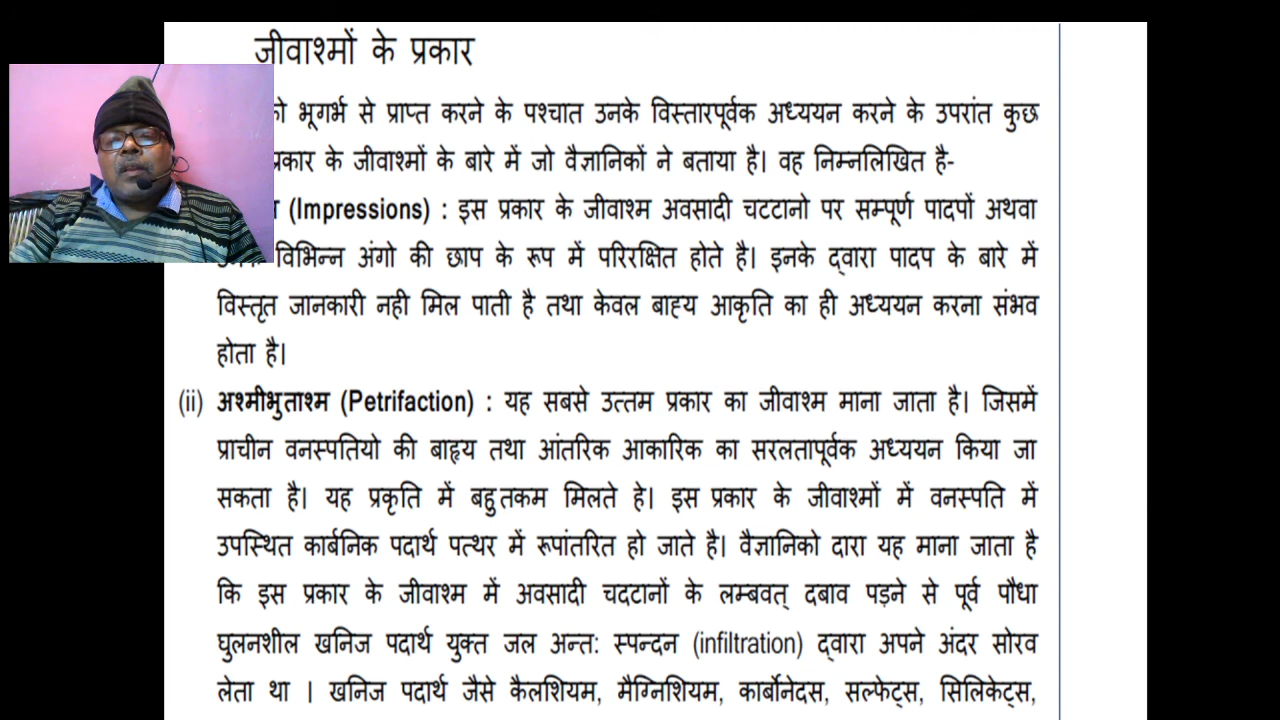 जीवाश्मों के प्रकार
भूगर्भ से प्राप्त करने के पश्चात उनके विस्तारपूर्वक अध्ययन करने के उपरांत कुछ
प्रकार के जीवाश्मों के बारे में जो वैज्ञानिकों ने बताया है। वह निम्नलिखित है-
(Impressions) : इस प्रकार के जीवाश्म अवसादी चटटानो पर सम्पूर्ण पादपों अथवा
विभिन्न अंगो की छाप के रूप में परिरक्षित होते है। इनके द्वारा पादप के बारे में
विस्तृत जानकारी नही मिल पाती है तथा केवल बाह्य आकृति का ही अध्ययन करना संभव
होता है।
(ii) अश्मीभुताश्म (Petrifaction) : यह सबसे उत्तम प्रकार का जीवाश्म माना जाता है। जिसमें
प्राचीन वनस्पतियो की बाहृय तथा आंतरिक आकारिक का सरलतापूर्वक अध्ययन किया जा
सकता है। यह प्रकृति में बहुतकम मिलते हे। इस प्रकार के जीवाश्मों में वनस्पति में
उपस्थित कार्बनिक पदार्थ पत्थर में रूपांतरित हो जाते है। वैज्ञानिको दारा यह माना जाता है
कि इस प्रकार के जीवाश्म में अवसादी चदटानों के लम्बवत् दबाव पड़ने से पूर्व पौधा
घुलनशील खनिज पदार्थ युक्त जल अन्त: स्पन्दन (infiltration) द्वारा अपने अंदर सोरव
लेता था । खनिज पदार्थ जैसे कैलशियम, मैग्निशियम, कार्बोनेदस, सल्फेट्स, सिलिकेट्स,